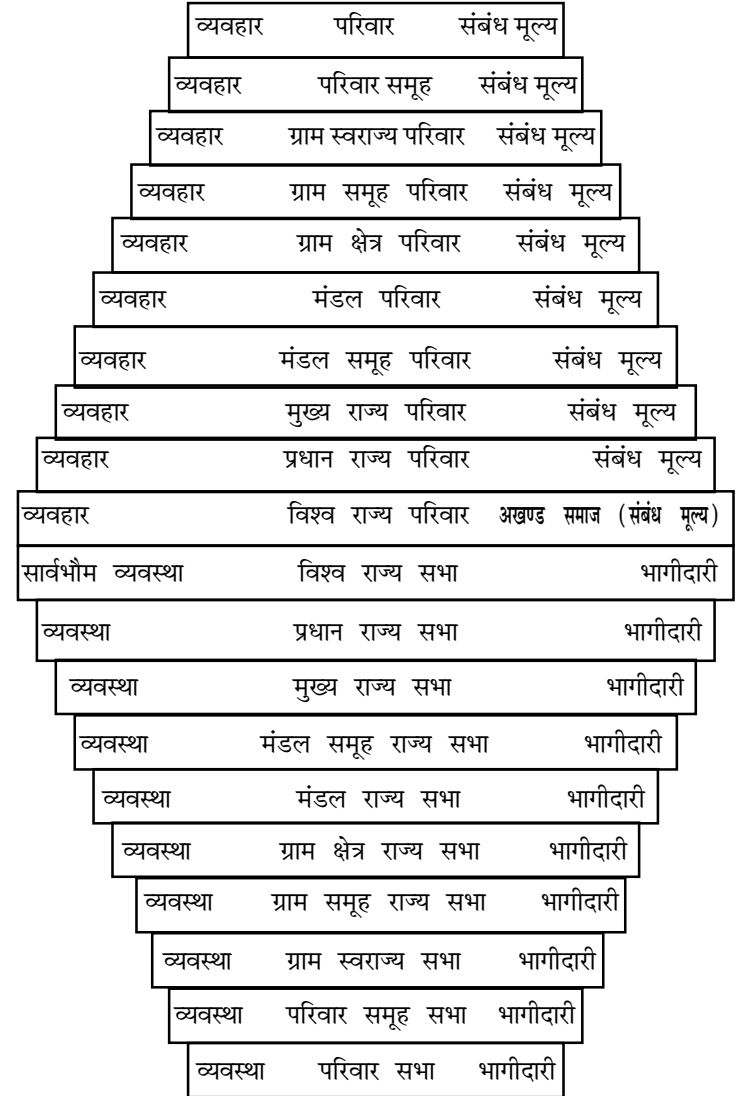 व्यवहार परिवार संबंध मूल्य
व्यवहार परिवार समूह संबंध मूल्य
व्यवहार ग्राम स्वराज्य परिवार संबंध मूल्य
व्यवहार ग्राम समूह परिवार संबंध मूल्य
व्यवहार ग्राम क्षेत्र परिवार संबंध मूल्य
व्यवहार मंडल परिवार संबंध मूल्य
व्यवहार मंडल समूह परिवार संबंध मूल्य
व्यवहार मुख्य राज्य परिवार संबंध मूल्य
व्यवहार प्रधान राज्य परिवार संबंध मूल्य
व्यवहार विश्व राज्य परिवार अखण्ड समाज (संबंध मूल्य)
सार्वभौम व्यवस्था विश्व राज्य सभा भागीदारी
व्यवस्था प्रधान राज्य सभा भागीदारी
व्यवस्था मुख्य राज्य सभा भागीदारी
व्यवस्था मंडल समूह राज्य सभा भागीदारी
व्यवस्था मंडल राज्य सभा भागीदारी
व्यवस्था ग्राम क्षेत्र राज्य सभा भागीदारी
व्यवस्था ग्राम समूह राज्य सभा भागीदारी
व्यवस्था ग्राम स्वराज्य सभा भागीदारी
व्यवस्था परिवार समूह सभा भागीदारी
व्यवस्था परिवार सभा भागीदारी